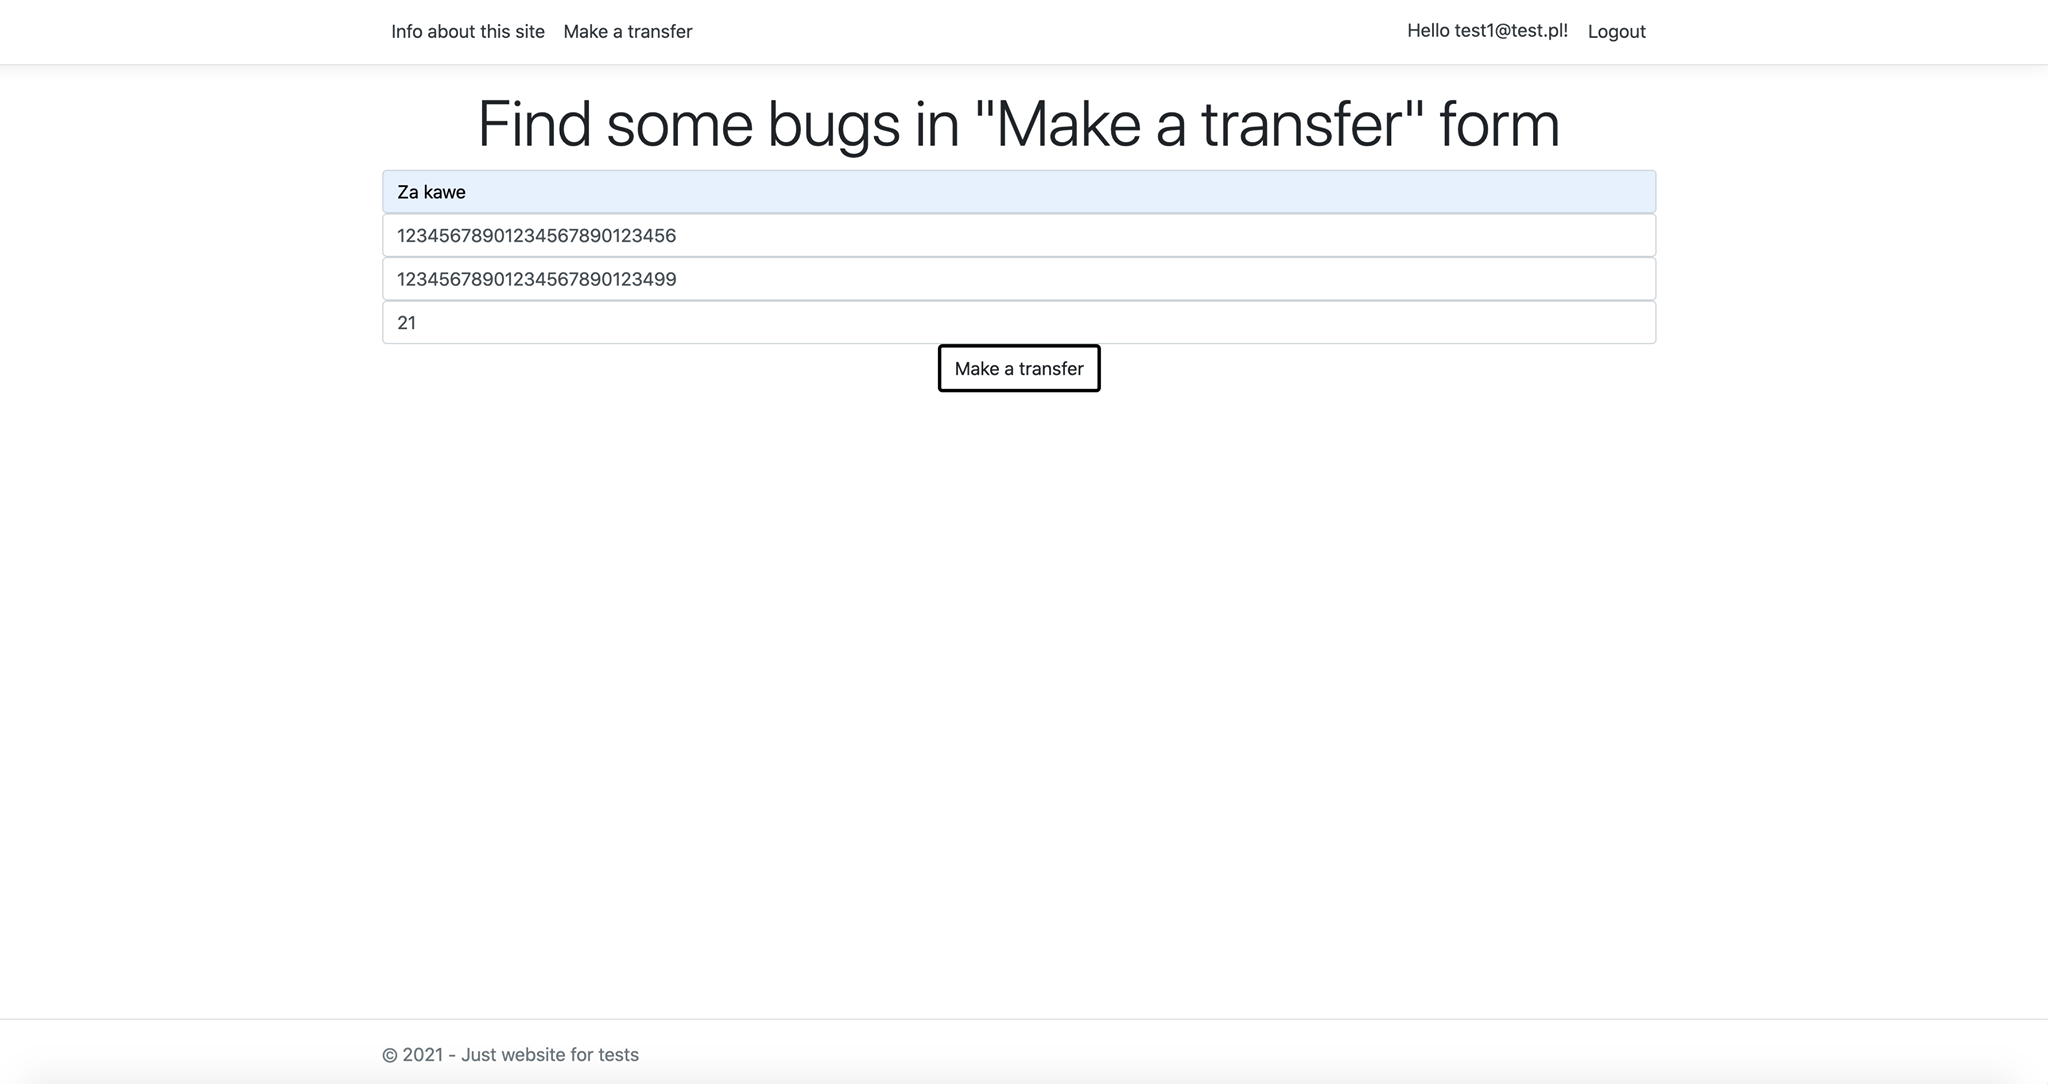 Info about this site Make a transfer Hello test1@test.pl! Logout
Find some bugs in "Make a transfer" form
Za kawe
12345678901234567890123456
12345678901234567890123499
21
Make a transfer
© 2021 - Just website for tests